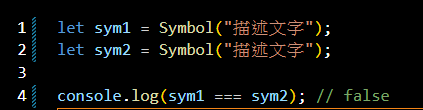 1 let sym1 = Symbol("描述文字");
2 let sym2 = Symbol("描述文字");
3
4 console.log(sym1 === sym2); // false